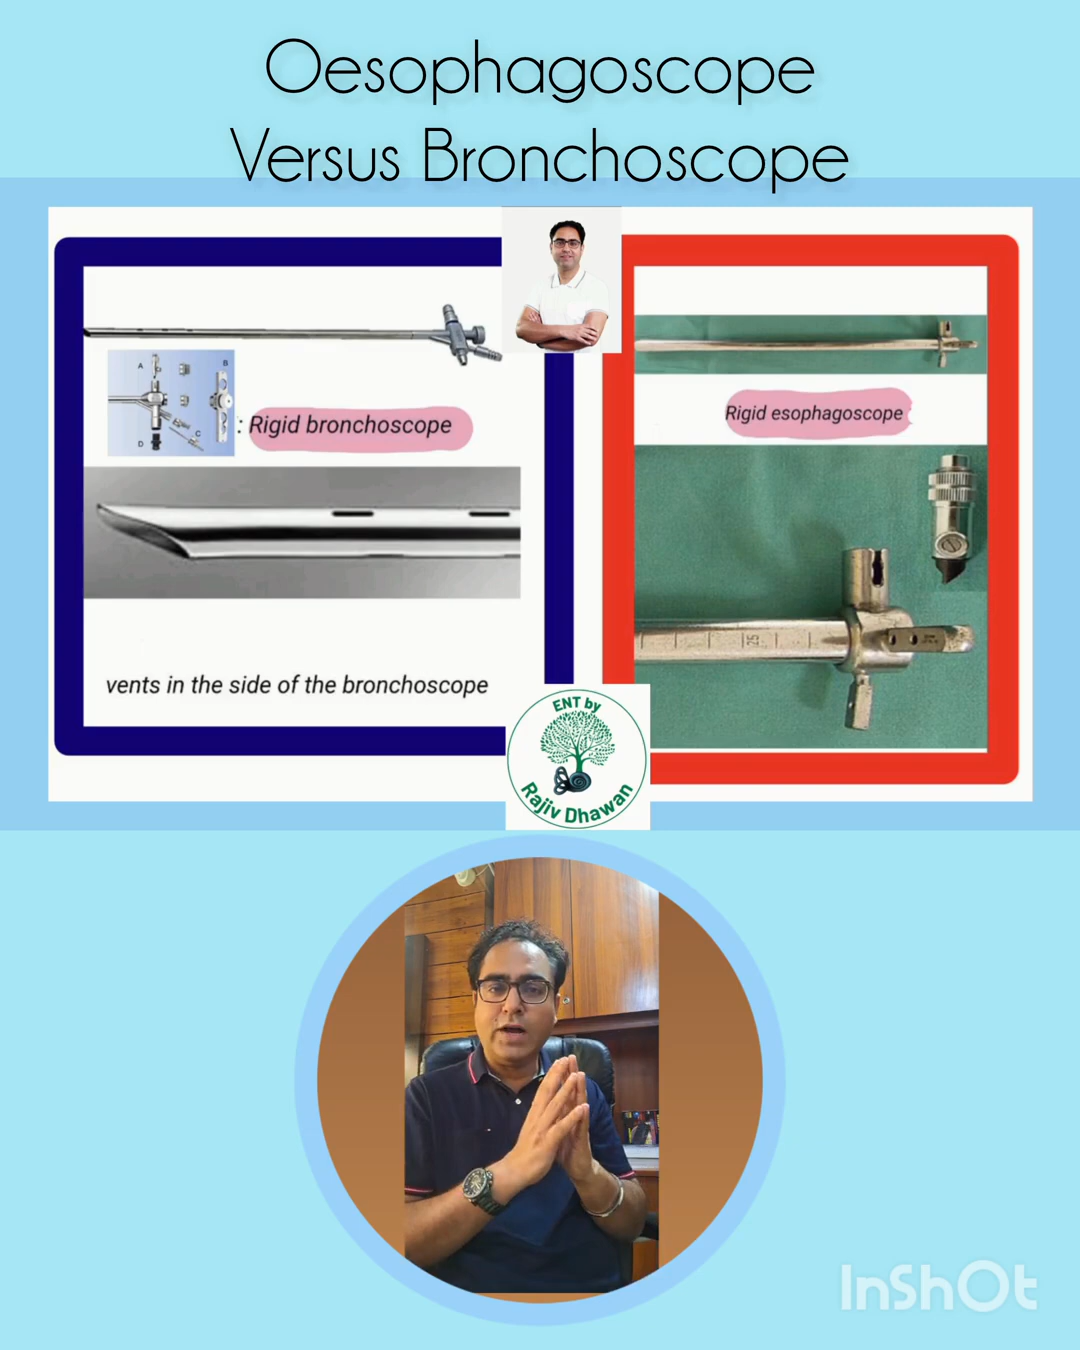 Oesophagoscope
Versus Bronchoscope
A
B
C
D
: Rigid bronchoscope
vents in the side of the bronchoscope
Rigid esophagoscope
25
ENT by
Rajiv Dhawan
InShOt